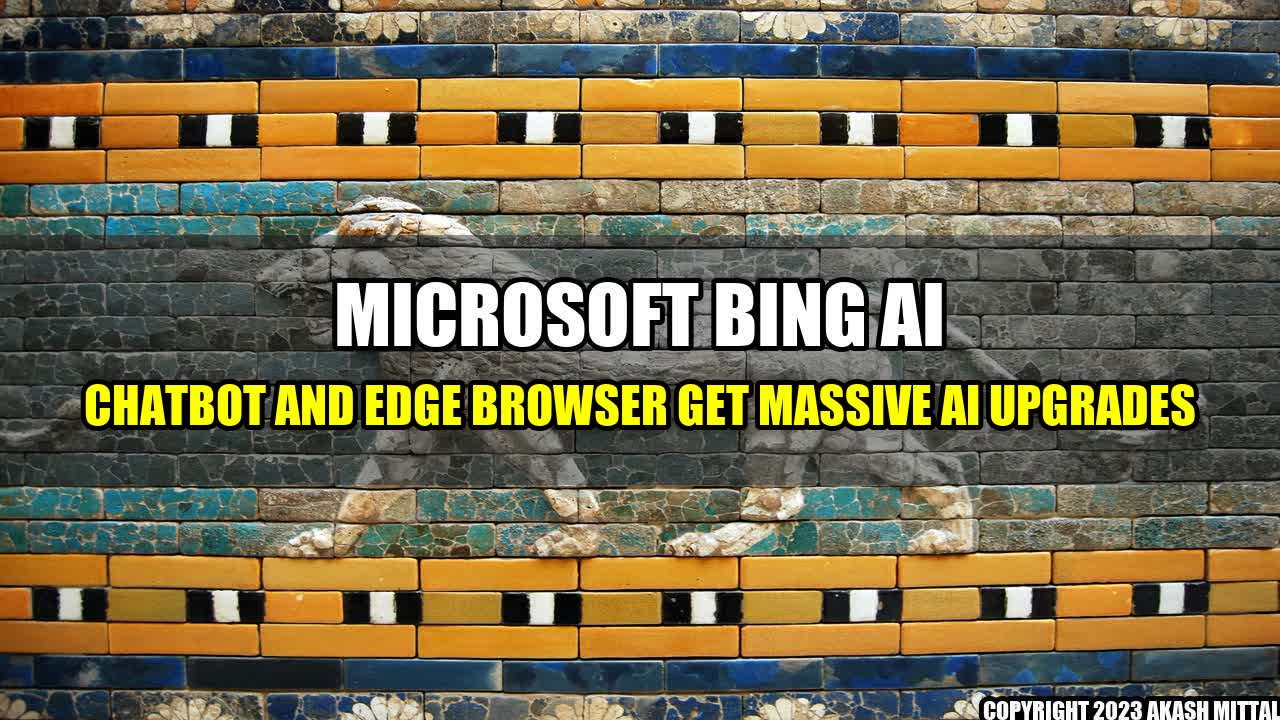 MICROSOFT BING AI
CHATBOT AND EDGE BROWSER GET MASSIVE AI UPGRADES
COPYRIGHT 2023 AKASH MITTAL